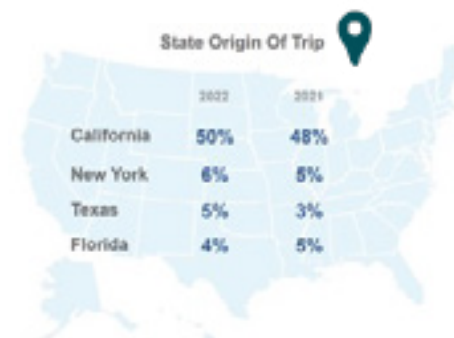 State Origin Of Trip
2022 2021
California 50% 48%
New York 6% 5%
Texas 5% 3%
Florida 4% 5%